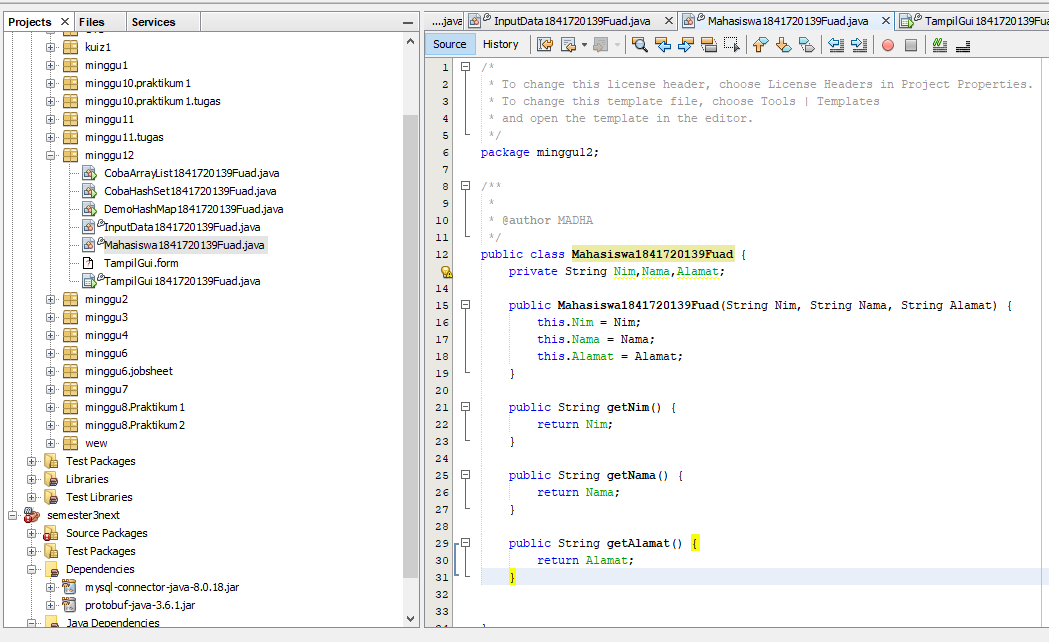 Projects
Files
Services
kuiz1
minggu1
minggu10.praktikum1
minggu10.praktikum1.tugas
minggu11
minggu11.tugas
minggu12
CobaArrayList1841720139Fuad.java
CobaHashSet1841720139Fuad.java
DemoHashMap1841720139Fuad.java
InputData1841720139Fuad.java
Mahasiswa1841720139Fuad.java
TampilGui.form
TampilGui1841720139Fuad.java
minggu2
minggu3
minggu4
minggu6
minggu6.jobsheet
minggu7
minggu8.Praktikum1
minggu8.Praktikum2
wew
Test Packages
Libraries
Test Libraries
semester3next
Source Packages
Test Packages
Dependencies
mysql-connector-java-8.0.18.jar
protobuf-java-3.6.1.jar
Java Dependencies
....java
InputData1841720139Fuad.java
Mahasiswa1841720139Fuad.java
TampilGui1841720139Fua
Source
History
1 /*
2 * To change this license header, choose License Headers in Project Properties.
3 * To change this template file, choose Tools | Templates
4 * and open the template in the editor.
5 */
6 package minggu12;
7
8 /**
9 *
10 * @author MADHA
11 */
12 public class Mahasiswa1841720139Fuad {
private String Nim,Nama,Alamat;
14
15 public Mahasiswa1841720139Fuad(String Nim, String Nama, String Alamat) {
16 this.Nim = Nim;
17 this.Nama = Nama;
18 this.Alamat = Alamat;
19 }
20
21 public String getNim() {
22 return Nim;
23 }
24
25 public String getNama() {
26 return Nama;
27 }
28
29 public String getAlamat() {
30 return Alamat;
31 }
32
33